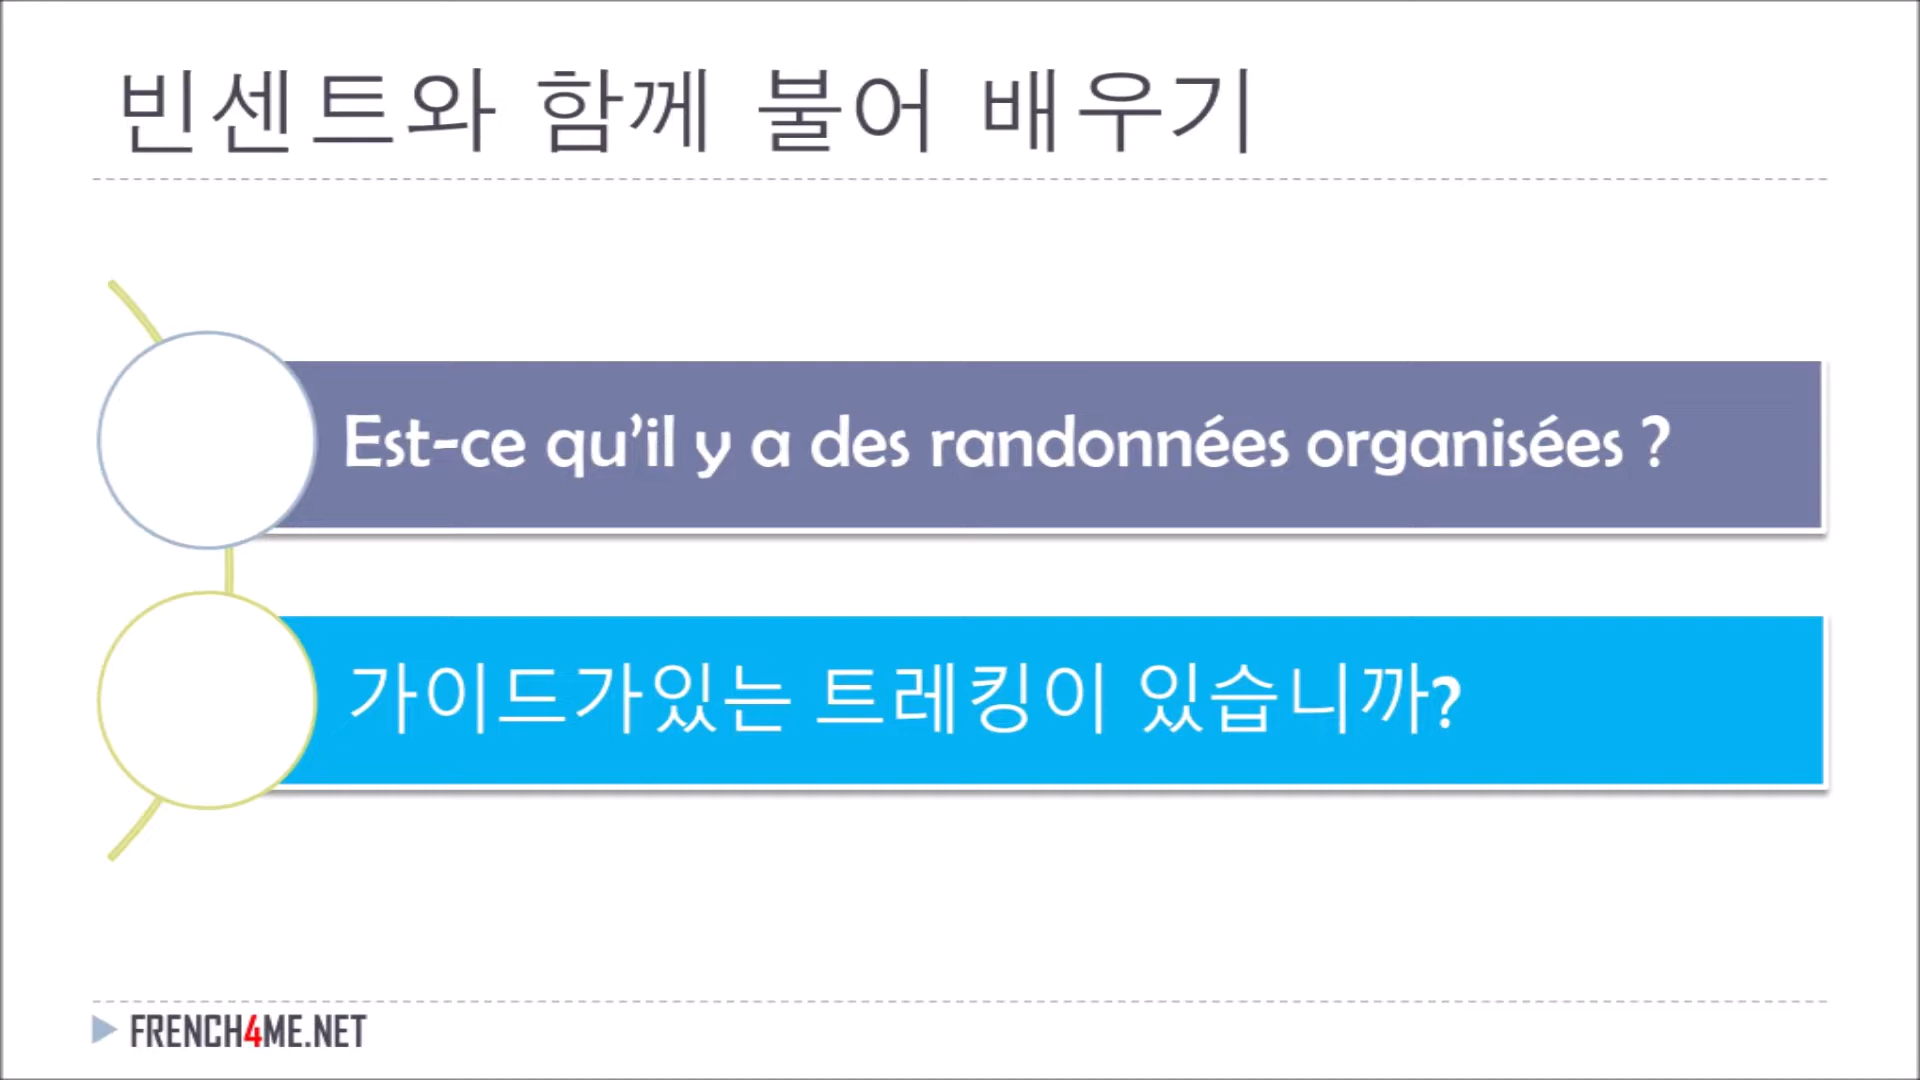 빈센트와 함께 불어 배우기
Est-ce qu’il y a des randonnées organisées ?
가이드가있는 트레킹이 있습니까?
FRENCH4ME.NET